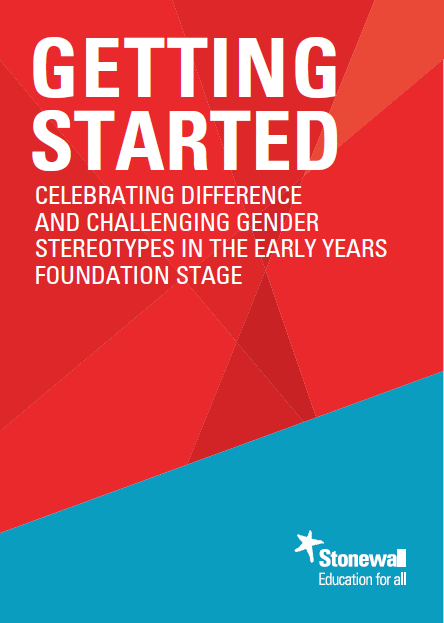 GETTING
STARTED
CELEBRATING DIFFERENCE
AND CHALLENGING GENDER
STEREOTYPES IN THE EARLY YEARS
FOUNDATION STAGE
Stonewall
Education for all